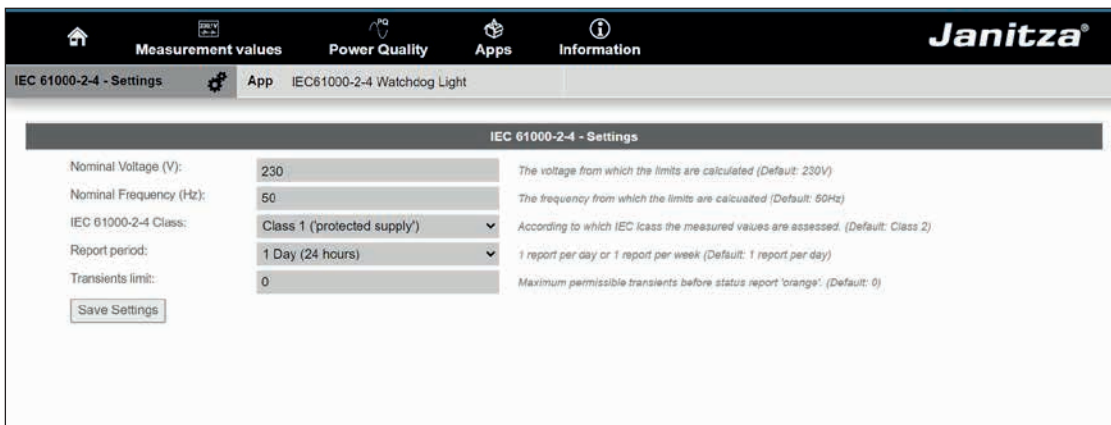 PQ
Measurement values Power Quality Apps Information Janitza®
IEC 61000-2-4 - Settings App IEC61000-2-4 Watchdog Light
IEC 61000-2-4 - Settings
Nominal Voltage (V): 230 The voltage from which the limits are calculated (Default: 230V)
Nominal Frequency (Hz): 50 The frequency from which the limits are calcualted (Default: 50Hz)
IEC 61000-2-4 Class: Class 1 ('protected supply') According to which IEC lcass the measured values are assessed. (Default: Class 2)
Report period: 1 Day (24 hours) 1 report per day or 1 report per week (Default: 1 report per day)
Transients limit: 0 Maximum permissible transients before status report 'orange'. (Default: 0)
Save Settings